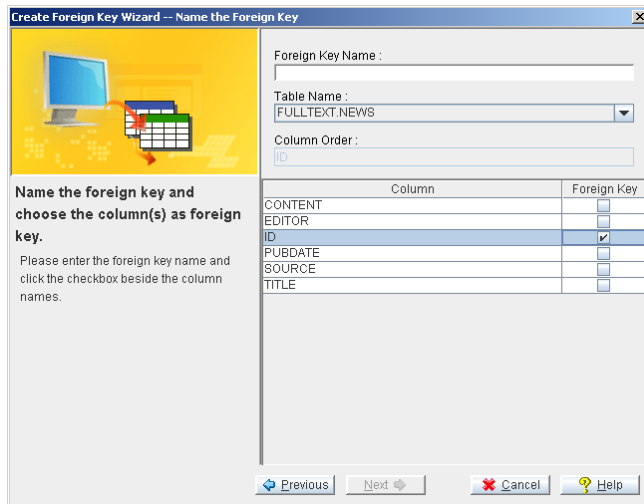 Create Foreign Key Wizard -- Name the Foreign Key
Foreign Key Name :
Table Name :
FULLTEXT.NEWS
Column Order :
ID
Name the foreign key and
choose the column(s) as foreign
key.
Please enter the foreign key name and
click the checkbox beside the column
names.
Column Foreign Key
CONTENT
EDITOR
ID
PUBDATE
SOURCE
TITLE
Previous Next Cancel Help